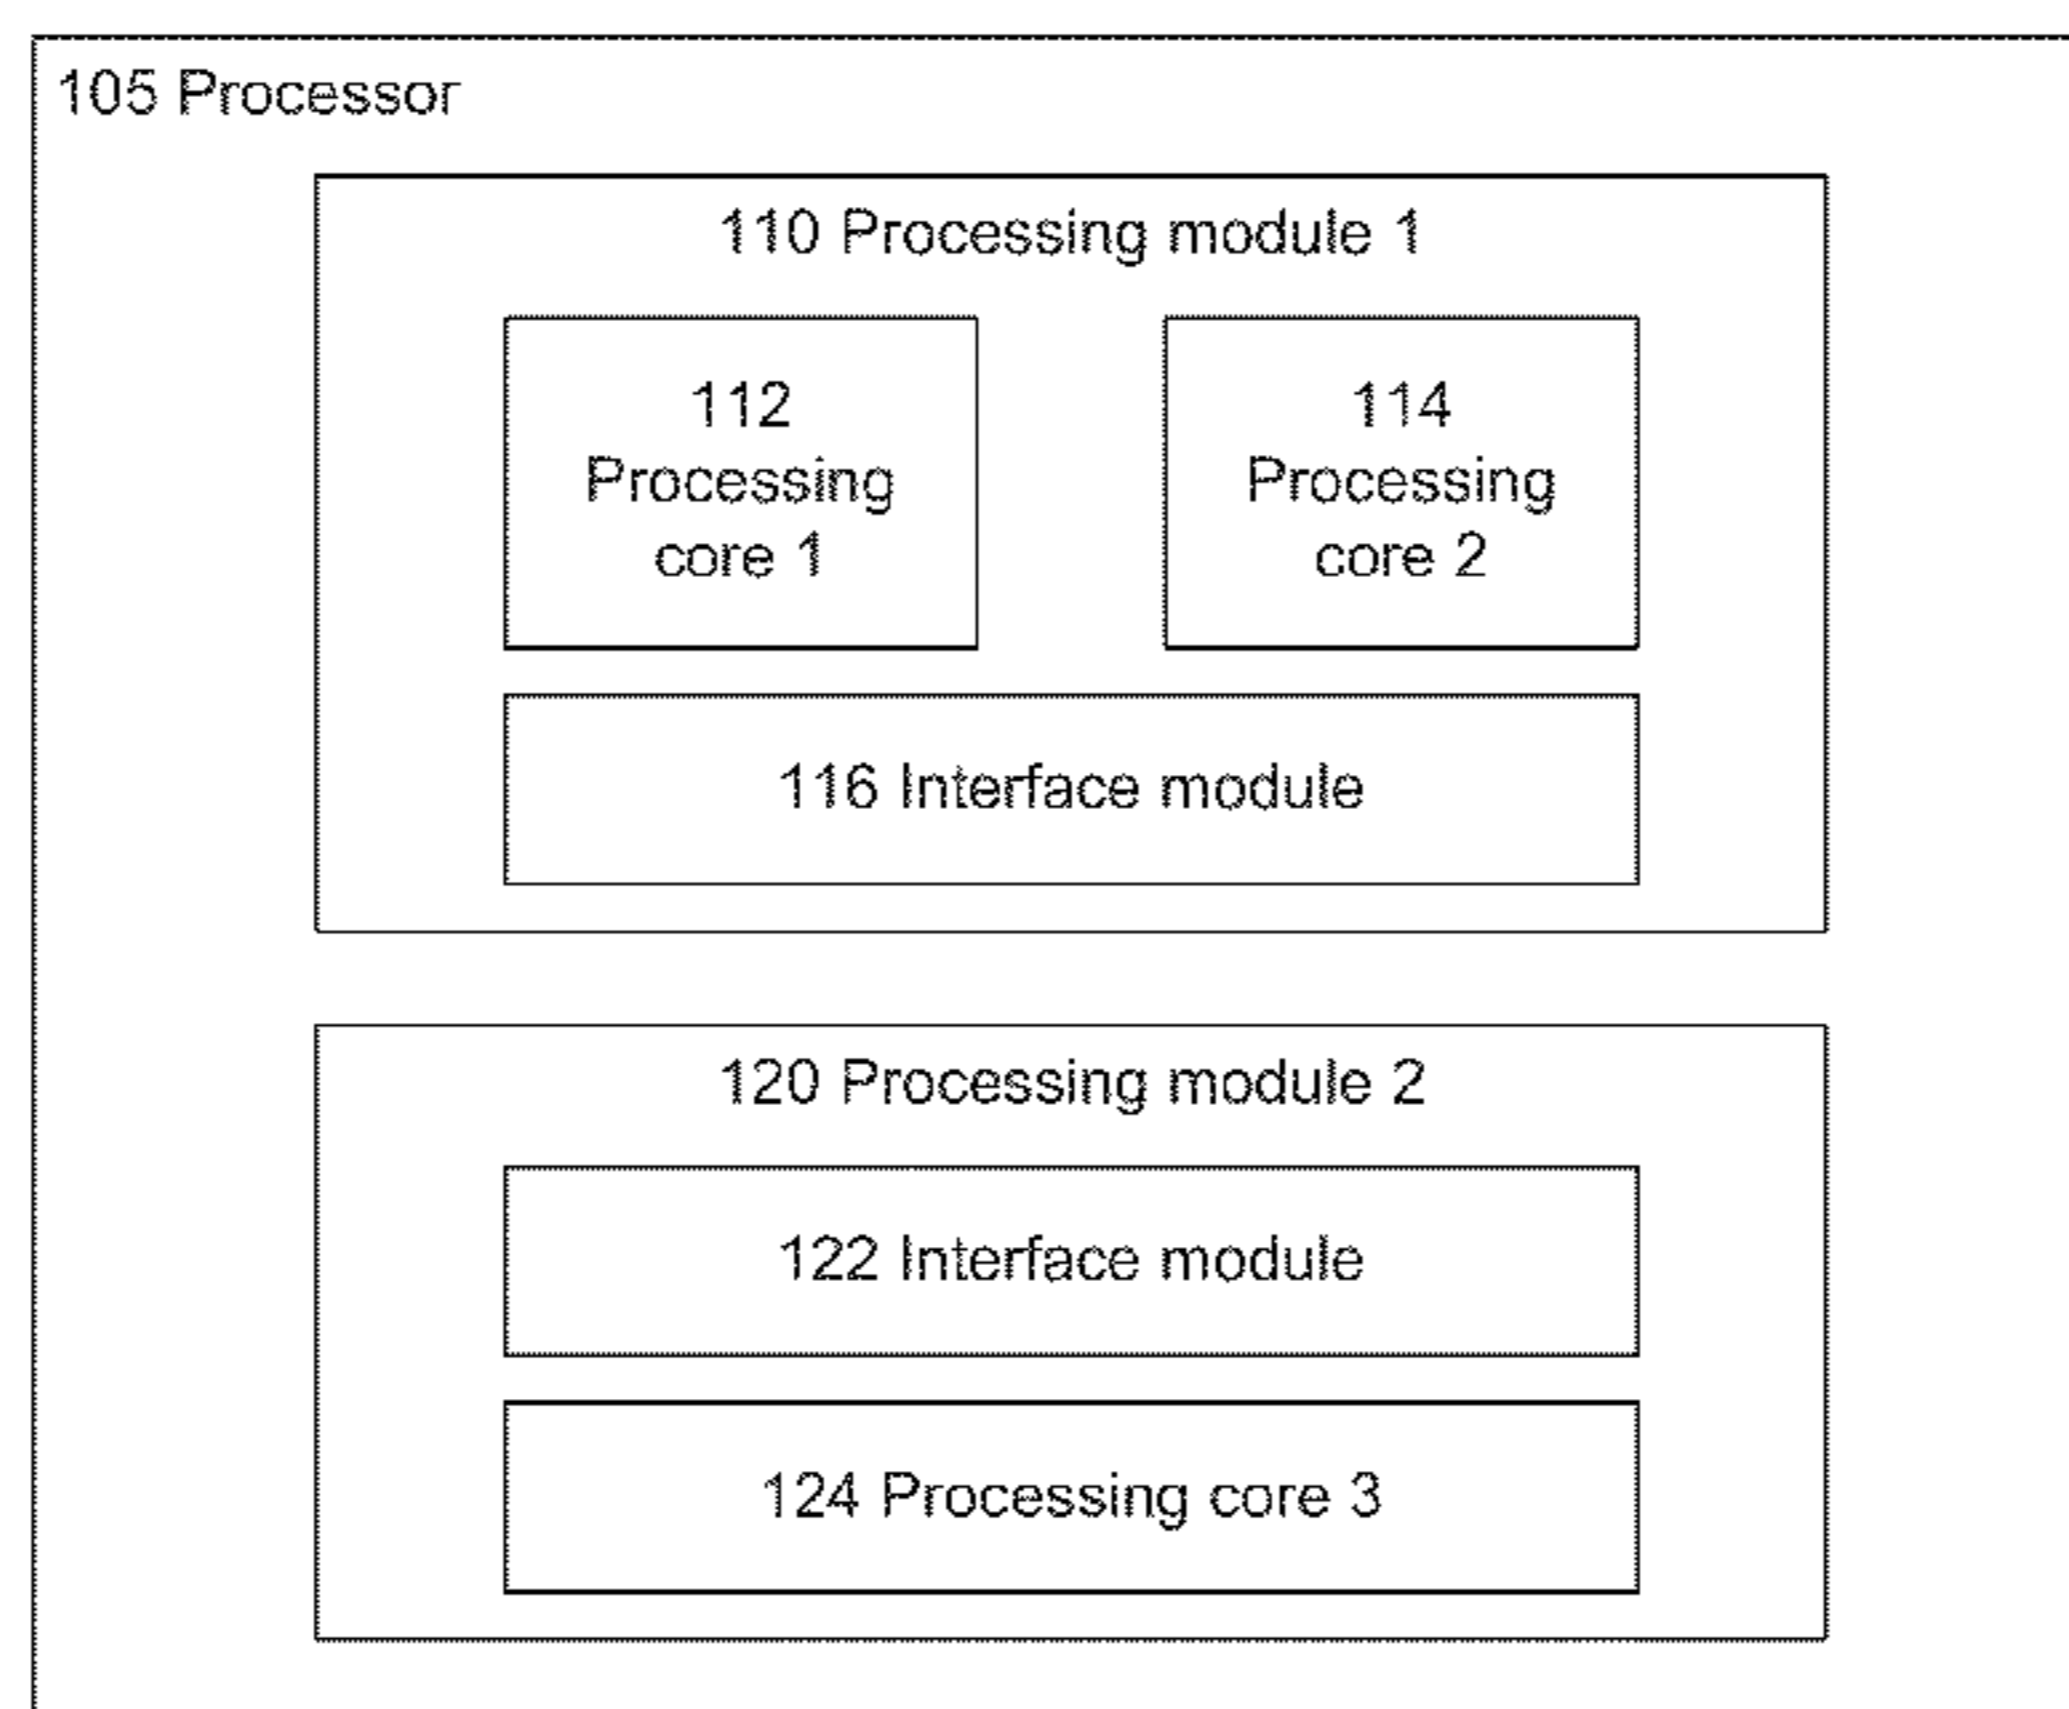 105 Processor
110 Processing module 1
112
Processing
core 1
114
Processing
core 2
116 Interface module
120 Processing module 2
122 Interface module
124 Processing core 3